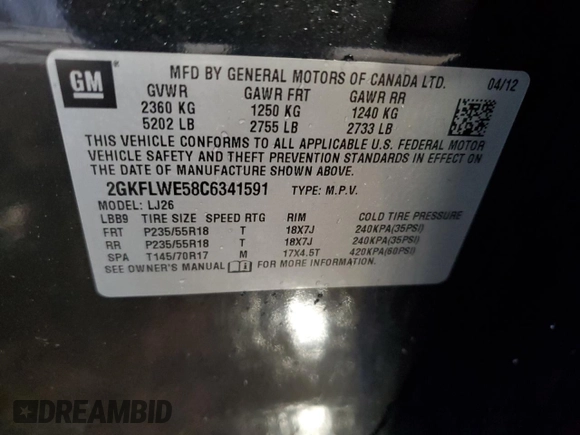 GM
MFD BY GENERAL MOTORS OF CANADA LTD.
04/12
GVWR GAWR FRT GAWR RR
2360 KG 1250 KG 1240 KG
5202 LB 2755 LB 2733 LB
THIS VEHICLE CONFORMS TO ALL APPLICABLE U.S. FEDERAL MOTOR
VEHICLE SAFETY AND THEFT PREVENTION STANDARDS IN EFFECT ON
THE DATE OF MANUFACTURE SHOWN ABOVE.
2GKFLWE58C6341591 TYPE: M.P.V.
MODEL: LJ26
LBB9 TIRE SIZE SPEED RTG RIM COLD TIRE PRESSURE
FRT P235/55R18 T 18X7J 240KPA(35PSI)
RR P235/55R18 T 18X7J 240KPA(35PSI)
SPA T145/70R17 M 17X4.5T 420KPA(60PSI)
SEE OWNER'S MANUAL FOR MORE INFORMATION.
DREAMBID